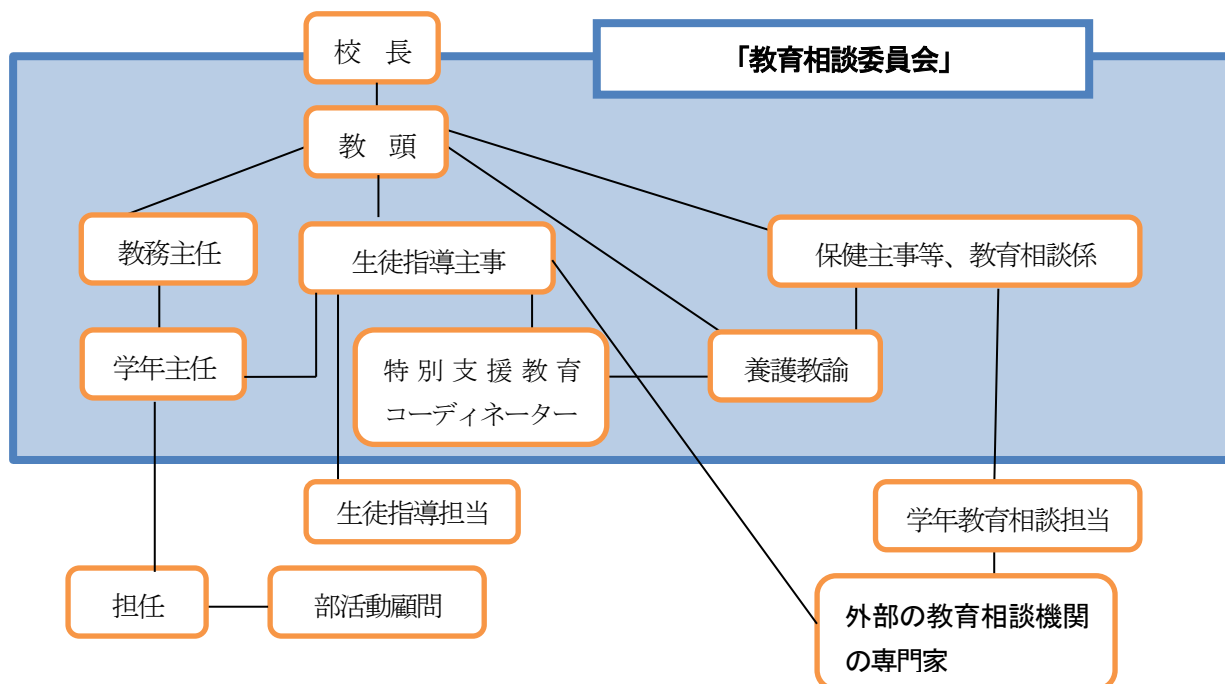 校　長
「教育相談委員会」
教　頭
教務主任
生徒指導主事
保健主事等、教育相談係
学年主任
特別支援教育
コーディネーター
養護教諭
生徒指導担当
学年教育相談担当
担任
部活動顧問
外部の教育相談機関
の専門家